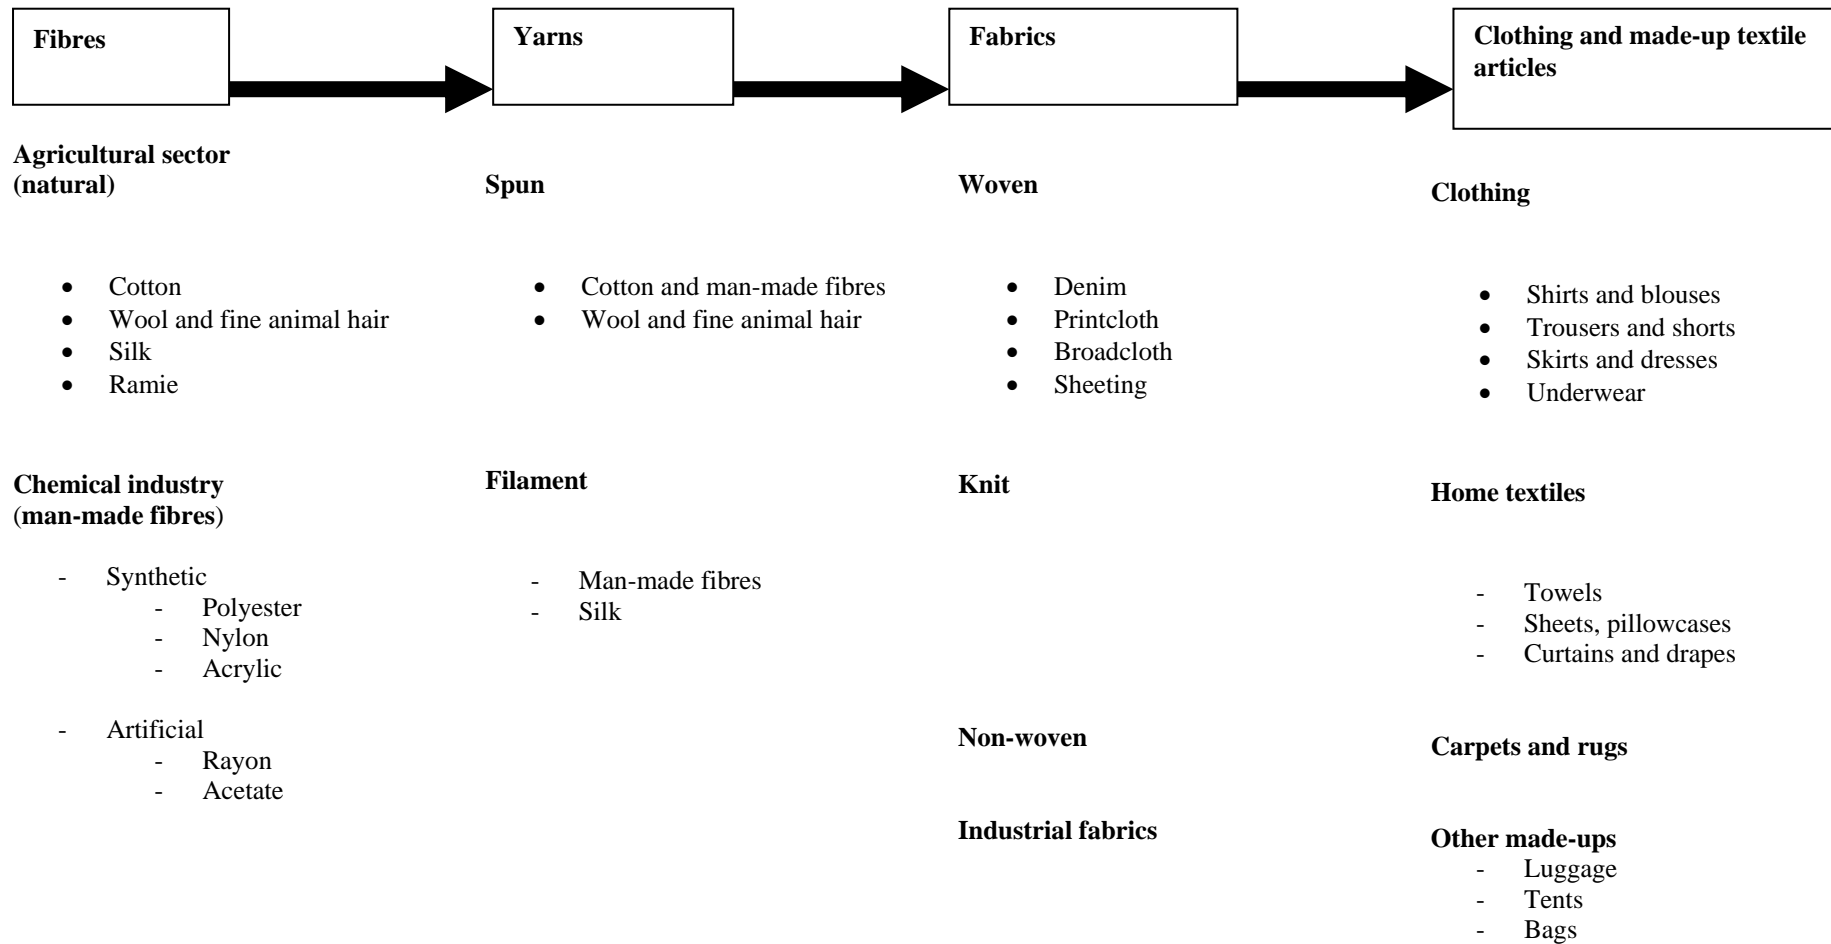 Fibres
Yarns
Fabrics
Clothing and made-up textile
articles
Agricultural sector
(natural)
• Cotton
• Wool and fine animal hair
• Silk
• Ramie
Chemical industry
(man-made fibres)
- Synthetic
- Polyester
- Nylon
- Acrylic
- Artificial
- Rayon
- Acetate
Spun
• Cotton and man-made fibres
• Wool and fine animal hair
Filament
- Man-made fibres
- Silk
Woven
• Denim
• Printcloth
• Broadcloth
• Sheeting
Knit
Non-woven
Industrial fabrics
Clothing
• Shirts and blouses
• Trousers and shorts
• Skirts and dresses
• Underwear
Home textiles
- Towels
- Sheets, pillowcases
- Curtains and drapes
Carpets and rugs
Other made-ups
- Luggage
- Tents
- Bags